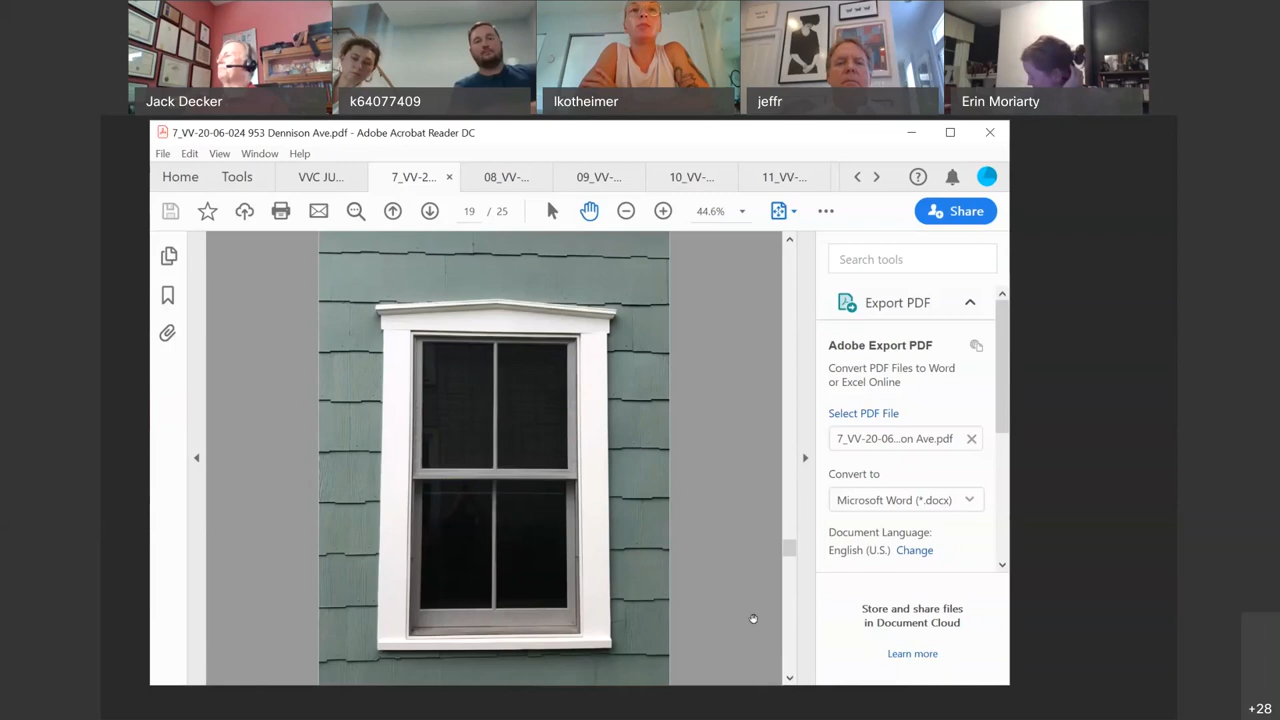 Jack Decker
k64077409
lkotheimer
jeffr
Erin Moriarty
7_VV-20-06-024 953 Dennison Ave.pdf - Adobe Acrobat Reader DC
File Edit View Window Help
Home Tools VVC JU... 7_VV-2... 08_VV-... 09_VV-... 10_VV-... 11_VV-...
19 / 25 44.6% Share
Search tools
Export PDF
Adobe Export PDF
Convert PDF Files to Word
or Excel Online
Select PDF File
7_VV-20-06...on Ave.pdf
Convert to
Microsoft Word (*.docx)
Document Language:
English (U.S.) Change
Store and share files
in Document Cloud
Learn more
+28